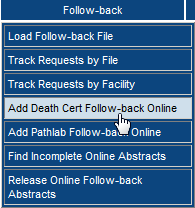 Follow-back
Load Follow-back File
Track Requests by File
Track Requests by Facility
Add Death Cert Follow-back Online
Add Pathlab Follow-back Online
Find Incomplete Online Abstracts
Release Online Follow-back
Abstracts